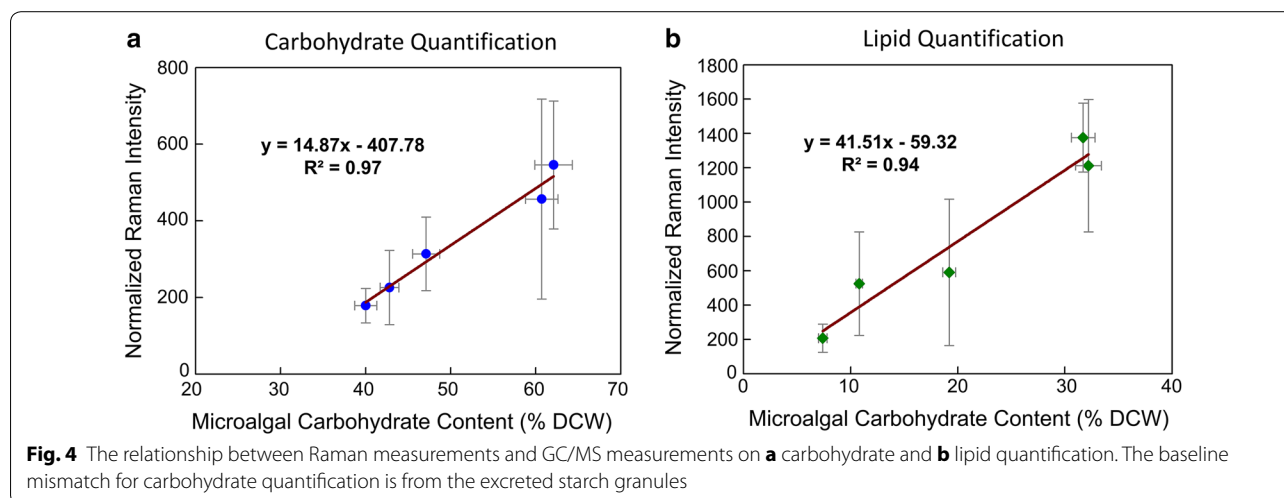 a Carbohydrate Quantification
Normalized Raman Intensity
800
600
400
200
0
y = 14.87x - 407.78
R² = 0.97
20 30 40 50 60 70
Microalgal Carbohydrate Content (% DCW)
b Lipid Quantification
Normalized Raman Intensity
1800
1600
1400
1200
1000
800
600
400
200
0
y = 41.51x - 59.32
R² = 0.94
0 10 20 30 40
Microalgal Carbohydrate Content (% DCW)
Fig. 4 The relationship between Raman measurements and GC/MS measurements on a carbohydrate and b lipid quantification. The baseline
mismatch for carbohydrate quantification is from the excreted starch granules